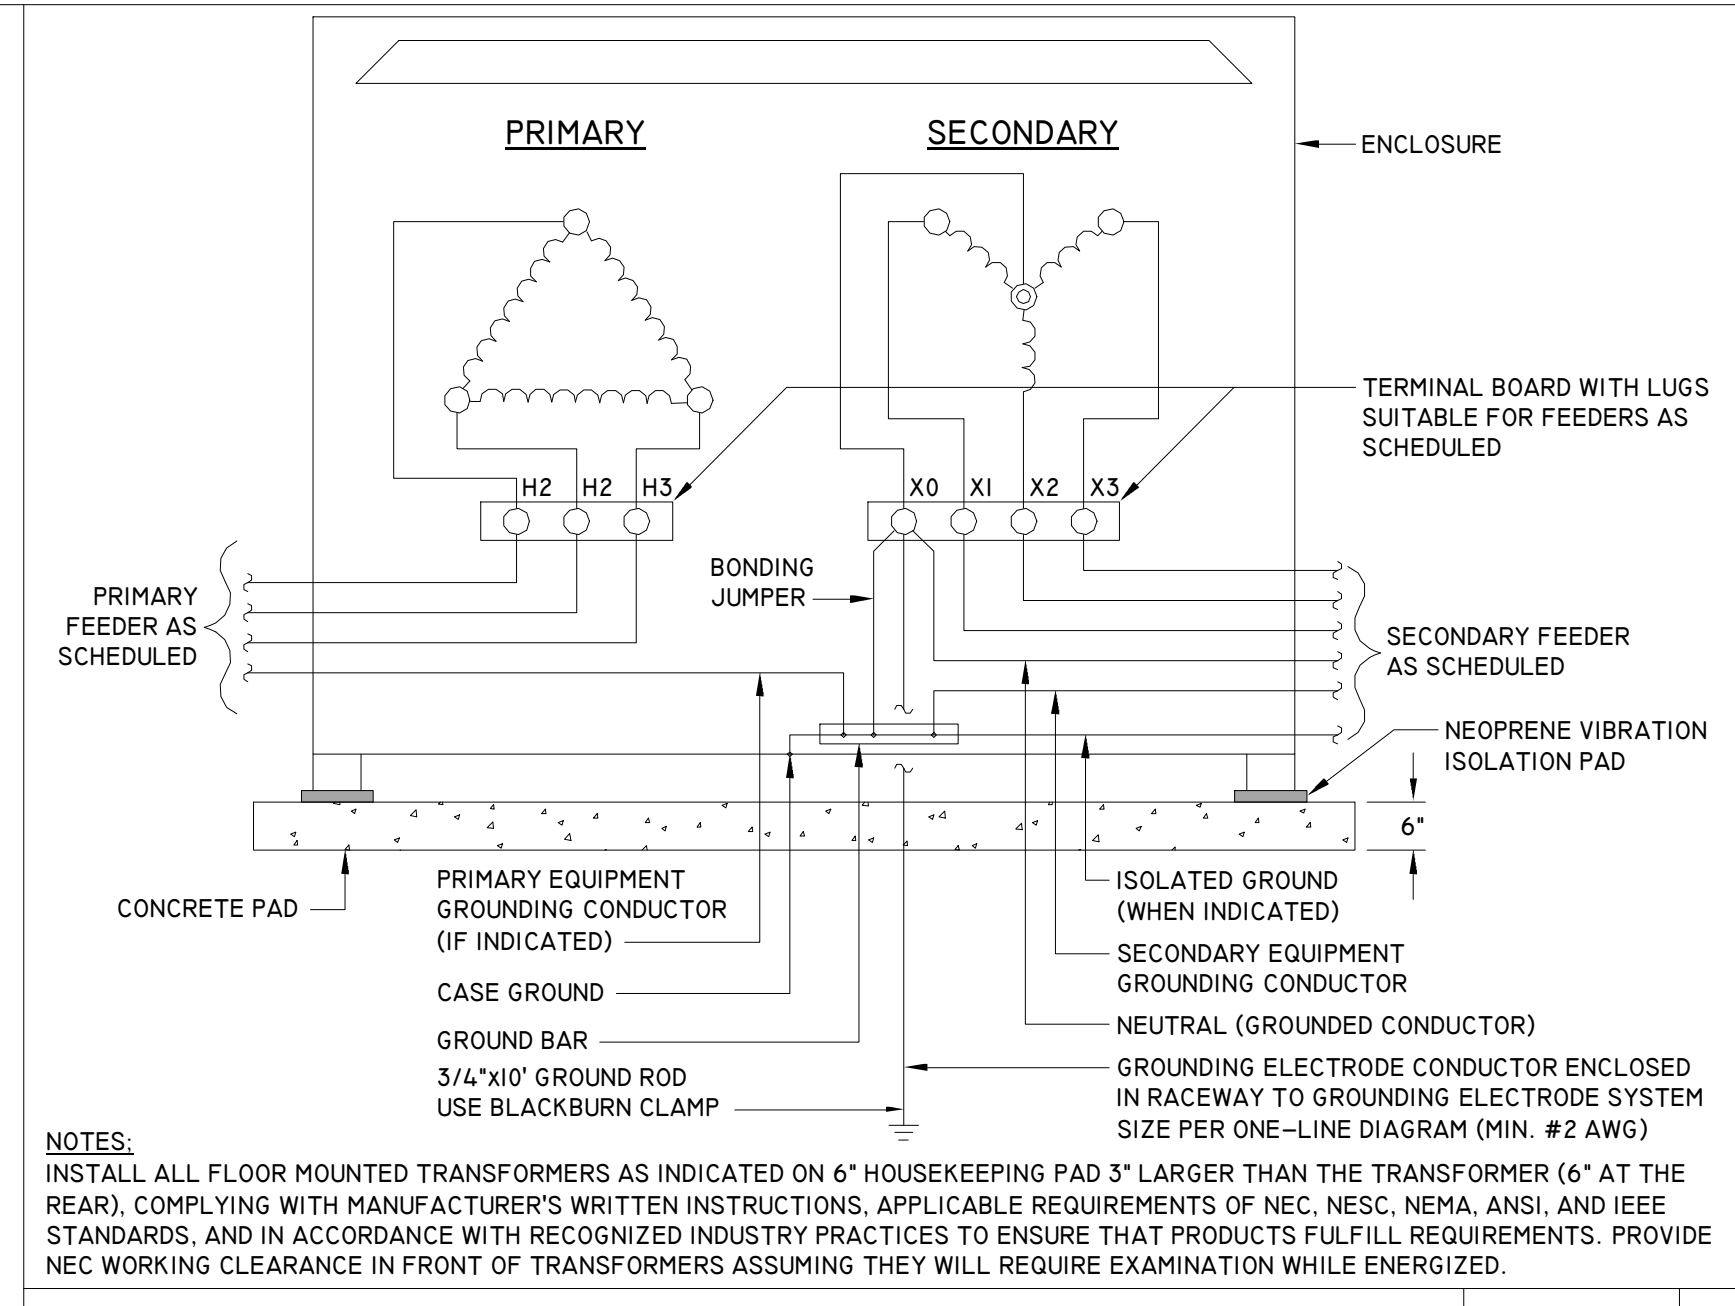 PRIMARY
SECONDARY
ENCLOSURE
TERMINAL BOARD WITH LUGS
SUITABLE FOR FEEDERS AS
SCHEDULED
H2 H2 H3
X0 X1 X2 X3
BONDING
JUMPER
PRIMARY
FEEDER AS
SCHEDULED
SECONDARY FEEDER
AS SCHEDULED
NEOPRENE VIBRATION
ISOLATION PAD
6"
CONCRETE PAD
PRIMARY EQUIPMENT
GROUNDING CONDUCTOR
(IF INDICATED)
CASE GROUND
GROUND BAR
3/4"x10' GROUND ROD
USE BLACKBURN CLAMP
ISOLATED GROUND
(WHEN INDICATED)
SECONDARY EQUIPMENT
GROUNDING CONDUCTOR
NEUTRAL (GROUNDED CONDUCTOR)
GROUNDING ELECTRODE CONDUCTOR ENCLOSED
IN RACEWAY TO GROUNDING ELECTRODE SYSTEM
SIZE PER ONE-LINE DIAGRAM (MIN. #2 AWG)
NOTES;
INSTALL ALL FLOOR MOUNTED TRANSFORMERS AS INDICATED ON 6" HOUSEKEEPING PAD 3" LARGER THAN THE TRANSFORMER (6" AT THE
REAR), COMPLYING WITH MANUFACTURER'S WRITTEN INSTRUCTIONS, APPLICABLE REQUIREMENTS OF NEC, NESC, NEMA, ANSI, AND IEEE
STANDARDS, AND IN ACCORDANCE WITH RECOGNIZED INDUSTRY PRACTICES TO ENSURE THAT PRODUCTS FULFILL REQUIREMENTS. PROVIDE
NEC WORKING CLEARANCE IN FRONT OF TRANSFORMERS ASSUMING THEY WILL REQUIRE EXAMINATION WHILE ENERGIZED.